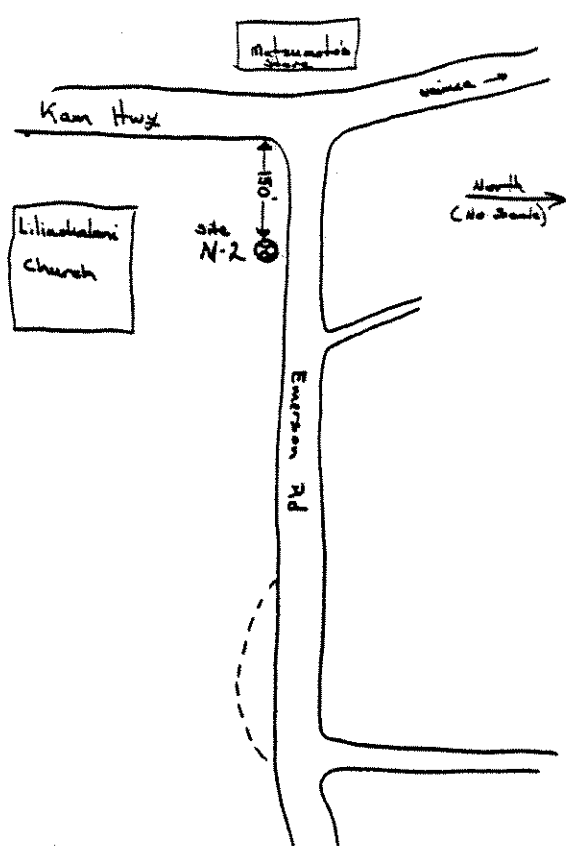 Matsumoto's
Store
Kam Hwy
Waimea →
North
(No Scale)
150'
Liliuokalani
Church
site
N-2
Emerson Rd